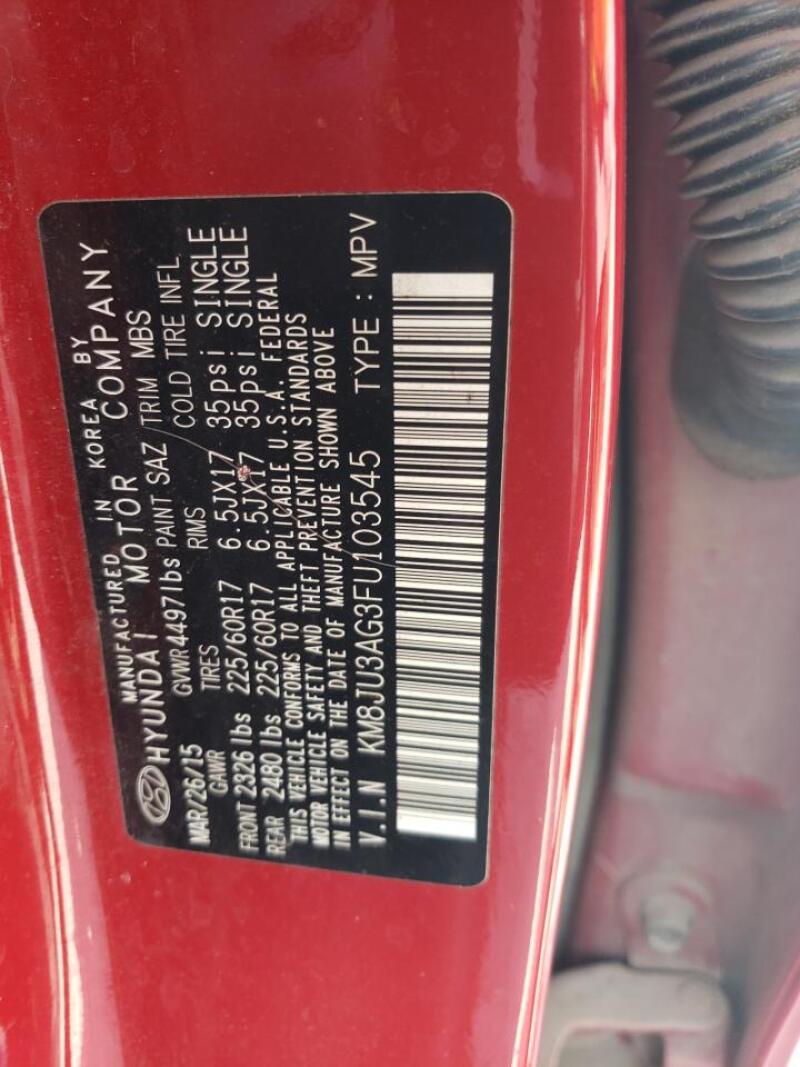 MANUFACTURED IN KOREA BY
HYUNDAI MOTOR COMPANY
MAR/26/15 GVWR 4497lbs PAINT SAZ TRIM MBS
GAWR TIRES RIMS COLD TIRE INFL
FRONT 2326 lbs 225/60R17 6.5JX17 35psi SINGLE
REAR 2480 lbs 225/60R17 6.5JX17 35psi SINGLE
THIS VEHICLE CONFORMS TO ALL APPLICABLE U.S.A. FEDERAL
MOTOR VEHICLE SAFETY AND THEFT PREVENTION STANDARDS
IN EFFECT ON THE DATE OF MANUFACTURE SHOWN ABOVE
V.I.N KM8JU3AG3FU103545 TYPE : MPV